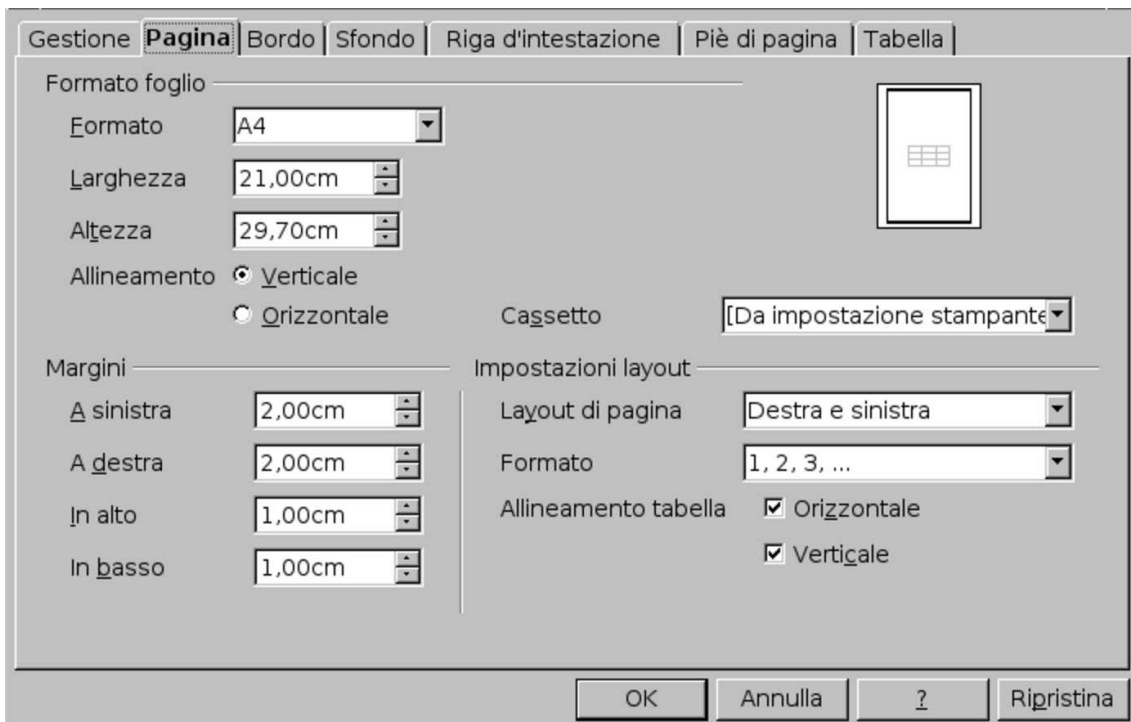 Gestione Pagina Bordo Sfondo Riga d'intestazione Piè di pagina Tabella
Formato foglio
Formato A4
Larghezza 21,00cm
Altezza 29,70cm
Allineamento Verticale
Orizzontale Cassetto [Da impostazione stampante
Margini Impostazioni layout
A sinistra 2,00cm Layout di pagina Destra e sinistra
A destra 2,00cm Formato 1, 2, 3, ...
In alto 1,00cm Allineamento tabella Orizzontale
In basso 1,00cm Verticale
OK Annulla ? Ripristina